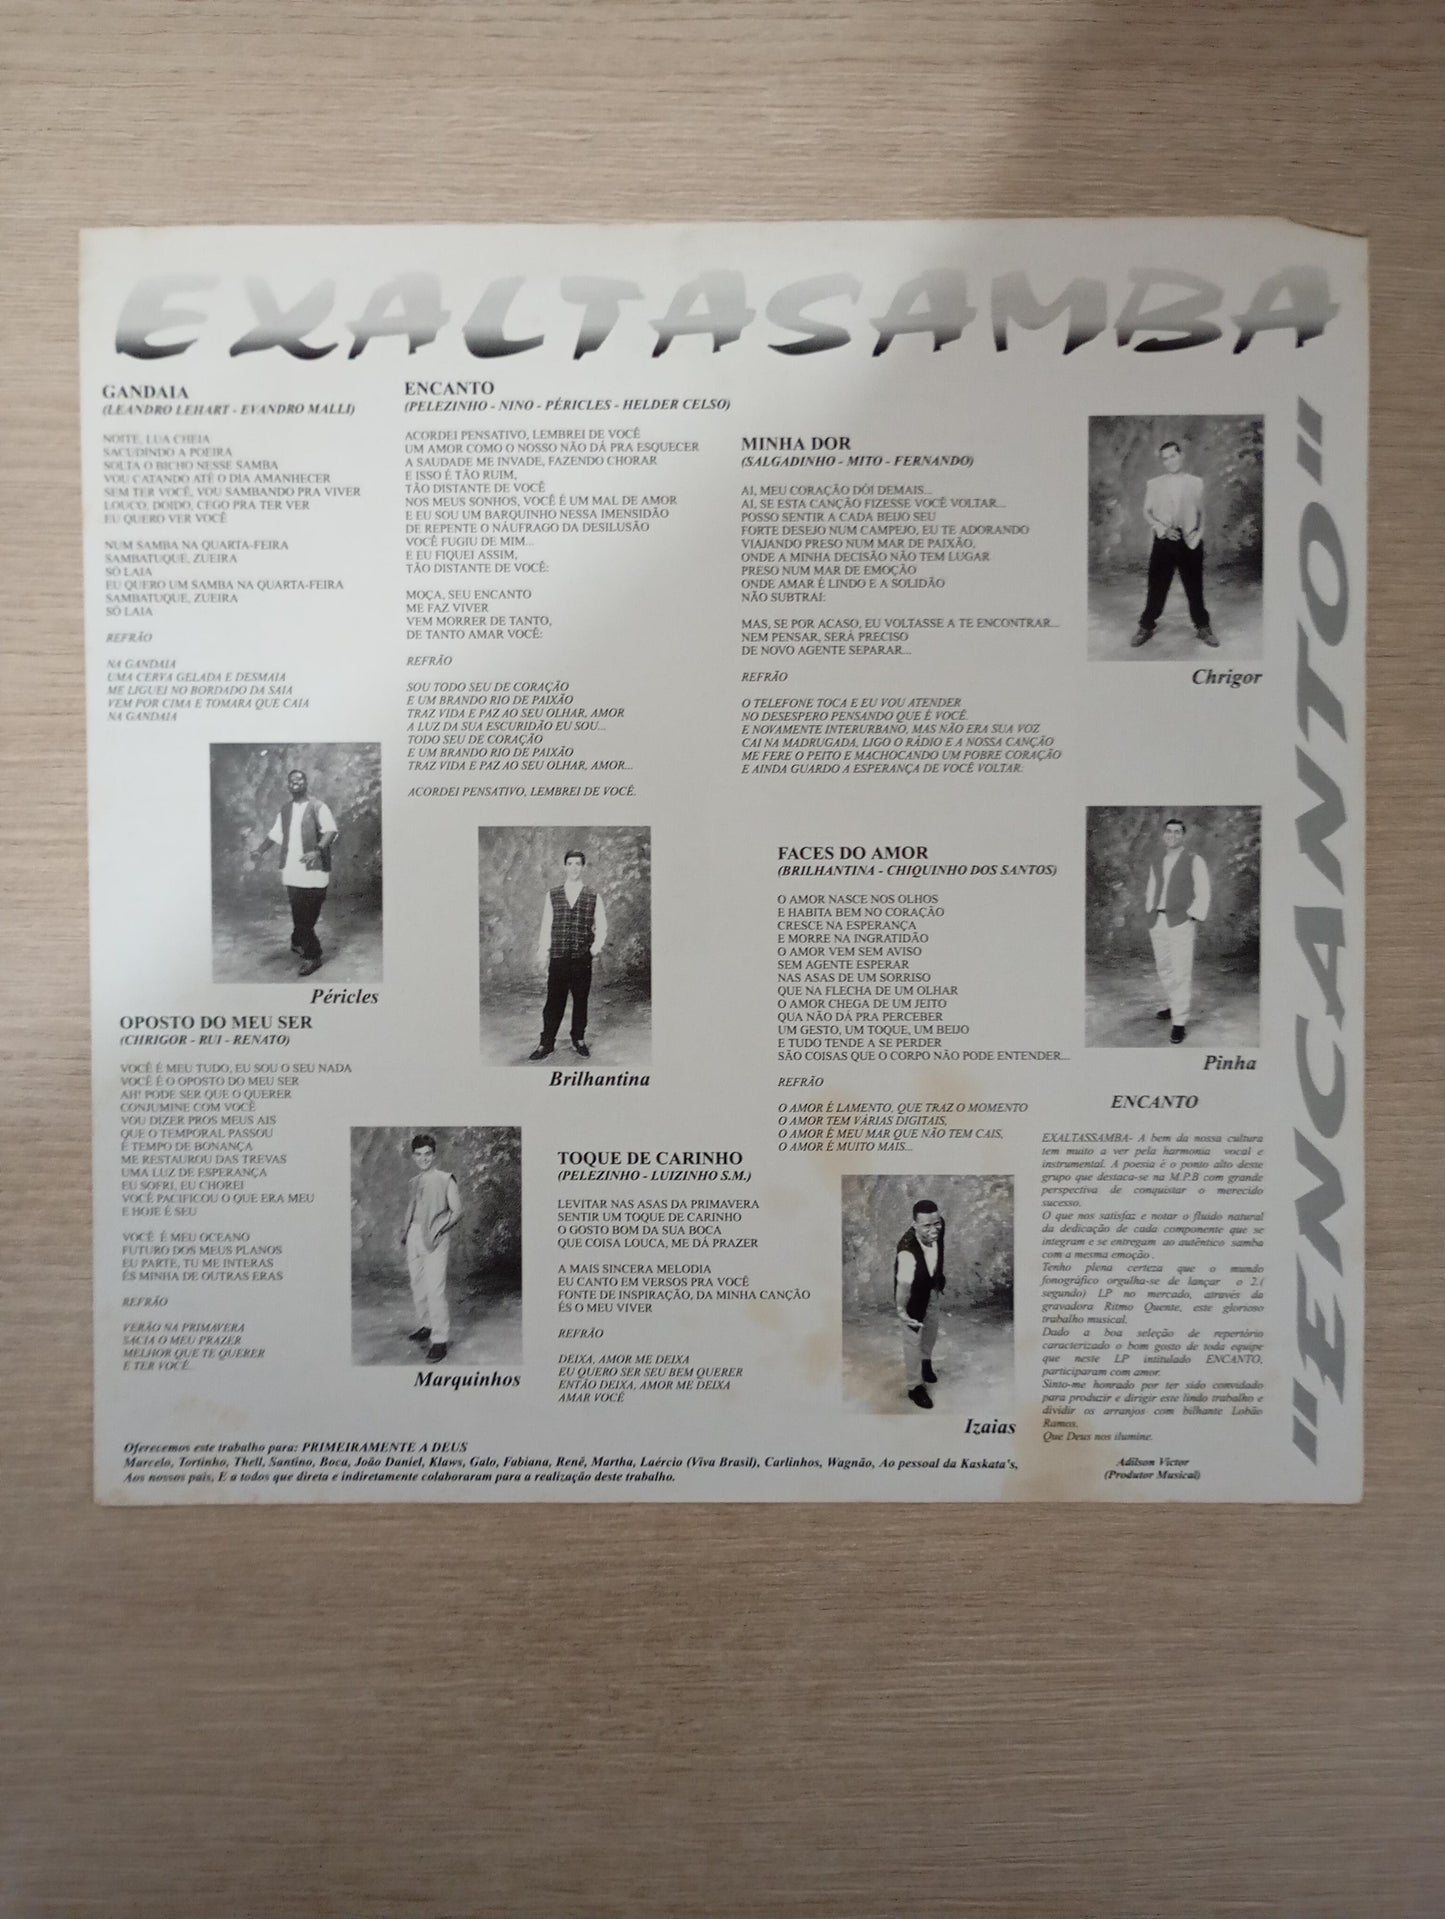 EXALTASAMBA
"ENCANTO"
GANDAIA
(LEANDRO LEHART - EVANDRO MALLI)
NOITE, LUA CHEIA
SACUDINDO A POEIRA
SOLTA O BICHO NESSE SAMBA
VOU CATANDO ATÉ O DIA AMANHECER
SEM TER VOCÊ, VOU SAMBANDO PRA VIVER
LOUCO, DOIDO, CEGO PRA TER VER
EU QUERO VER VOCÊ
NUM SAMBA NA QUARTA-FEIRA
SAMBATUQUE, ZUEIRA
SÓ LAIA
EU QUERO UM SAMBA NA QUARTA-FEIRA
SAMBATUQUE, ZUEIRA
SÓ LAIA
REFRÃO
NA GANDAIA
UMA CERVA GELADA E DESMAIA
ME LIGUEI NO BORDADO DA SAIA
VEM POR CIMA E TOMARA QUE CAIA
NA GANDAIA
Péricles
OPOSTO DO MEU SER
(CHRIGOR - RUI - RENATO)
VOCÊ É MEU TUDO, EU SOU O SEU NADA
VOCÊ É O OPOSTO DO MEU SER
AH! PODE SER QUE O QUERER
CONJUMINE COM VOCÊ
VOU DIZER PROS MEUS AIS
QUE O TEMPORAL PASSOU
É TEMPO DE BONANÇA
ME RESTAUROU DAS TREVAS
UMA LUZ DE ESPERANÇA
EU SOFRI, EU CHOREI
VOCÊ PACIFICOU O QUE ERA MEU
E HOJE É SEU
VOCÊ É MEU OCEANO
FUTURO DOS MEUS PLANOS
EU PARTE, TU ME INTERAS
ÉS MINHA DE OUTRAS ERAS
REFRÃO
VERÃO NA PRIMAVERA
SACIA O MEU PRAZER
MELHOR QUE TE QUERER
E TER VOCÊ...
Marquinhos
ENCANTO
(PELEZINHO - NINO - PÉRICLES - HELDER CELSO)
ACORDEI PENSATIVO, LEMBREI DE VOCÊ
UM AMOR COMO O NOSSO NÃO DÁ PRA ESQUECER
A SAUDADE ME INVADE, FAZENDO CHORAR
E ISSO É TÃO RUIM,
TÃO DISTANTE DE VOCÊ
NOS MEUS SONHOS, VOCÊ É UM MAL DE AMOR
E EU SOU UM BARQUINHO NESSA IMENSIDÃO
DE REPENTE O NÁUFRAGO DA DESILUSÃO
VOCÊ FUGIU DE MIM...
E EU FIQUEI ASSIM,
TÃO DISTANTE DE VOCÊ:
MOÇA, SEU ENCANTO
ME FAZ VIVER
VEM MORRER DE TANTO,
DE TANTO AMAR VOCÊ:
REFRÃO
SOU TODO SEU DE CORAÇÃO
E UM BRANDO RIO DE PAIXÃO
TRAZ VIDA E PAZ AO SEU OLHAR, AMOR
A LUZ DA SUA ESCURIDÃO EU SOU...
TODO SEU DE CORAÇÃO
E UM BRANDO RIO DE PAIXÃO
TRAZ VIDA E PAZ AO SEU OLHAR, AMOR...
ACORDEI PENSATIVO, LEMBREI DE VOCÊ.
Brilhantina
TOQUE DE CARINHO
(PELEZINHO - LUIZINHO S.M.)
LEVITAR NAS ASAS DA PRIMAVERA
SENTIR UM TOQUE DE CARINHO
O GOSTO BOM DA SUA BOCA
QUE COISA LOUCA, ME DÁ PRAZER
A MAIS SINCERA MELODIA
EU CANTO EM VERSOS PRA VOCÊ
FONTE DE INSPIRAÇÃO, DA MINHA CANÇÃO
ÉS O MEU VIVER
REFRÃO
DEIXA, AMOR ME DEIXA
EU QUERO SER SEU BEM QUERER
ENTÃO DEIXA, AMOR ME DEIXA
AMAR VOCÊ
MINHA DOR
(SALGADINHO - MITO - FERNANDO)
AI, MEU CORAÇÃO DÓI DEMAIS...
AI, SE ESTA CANÇÃO FIZESSE VOCÊ VOLTAR...
POSSO SENTIR A CADA BEIJO SEU
FORTE DESEJO NUM CAMPEJO, EU TE ADORANDO
VIAJANDO PRESO NUM MAR DE PAIXÃO,
ONDE A MINHA DECISÃO NÃO TEM LUGAR
PRESO NUM MAR DE EMOÇÃO
ONDE AMAR É LINDO E A SOLIDÃO
NÃO SUBTRAI:
MAS, SE POR ACASO, EU VOLTASSE A TE ENCONTRAR...
NEM PENSAR, SERÁ PRECISO
DE NOVO AGENTE SEPARAR...
REFRÃO
O TELEFONE TOCA E EU VOU ATENDER
NO DESESPERO PENSANDO QUE É VOCÊ.
E NOVAMENTE INTERURBANO, MAS NÃO ERA SUA VOZ
CAI NA MADRUGADA, LIGO O RÁDIO E A NOSSA CANÇÃO
ME FERE O PEITO E MACHOCANDO UM POBRE CORAÇÃO
E AINDA GUARDO A ESPERANÇA DE VOCÊ VOLTAR:
Chrigor
FACES DO AMOR
(BRILHANTINA - CHIQUINHO DOS SANTOS)
O AMOR NASCE NOS OLHOS
E HABITA BEM NO CORAÇÃO
CRESCE NA ESPERANÇA
E MORRE NA INGRATIDÃO
O AMOR VEM SEM AVISO
SEM AGENTE ESPERAR
NAS ASAS DE UM SORRISO
QUE NA FLECHA DE UM OLHAR
O AMOR CHEGA DE UM JEITO
QUA NÃO DÁ PRA PERCEBER
UM GESTO, UM TOQUE, UM BEIJO
E TUDO TENDE A SE PERDER
SÃO COISAS QUE O CORPO NÃO PODE ENTENDER...
REFRÃO
O AMOR É LAMENTO, QUE TRAZ O MOMENTO
O AMOR TEM VÁRIAS DIGITAIS,
O AMOR É MEU MAR QUE NÃO TEM CAIS,
O AMOR É MUITO MAIS...
Izaias
Pinha
ENCANTO
EXALTASSAMBA- A bem da nossa cultura
tem muito a ver pela harmonia vocal e
instrumental. A poesia é o ponto alto deste
grupo que destaca-se na M.P.B com grande
perspectiva de conquistar o merecido
sucesso.
O que nos satisfaz e notar o fluido natural
da dedicação de cada componente que se
integram e se entregam ao autêntico samba
com a mesma emoção .
Tenho plena certeza que o mundo
fonográfico orgulha-se de lançar o 2.(
segundo) LP no mercado, através da
gravadora Ritmo Quente, este glorioso
trabalho musical.
Dado a boa seleção de repertório
caracterizado o bom gosto de toda equipe
que neste LP intitulado ENCANTO,
participaram com amor.
Sinto-me honrado por ter sido convidado
para produzir e dirigir este lindo trabalho e
dividir os arranjos com bilhante Lobão
Ramos.
Que Deus nos ilumine.
Adilson Victor
(Produtor Musical)
Oferecemos este trabalho para: PRIMEIRAMENTE A DEUS
Marcelo, Tortinho, Thell, Santino, Boca, João Daniel, Klaws, Galo, Fabiana, Renê, Martha, Laércio (Viva Brasil), Carlinhos, Wagnão, Ao pessoal da Kaskata's,
Aos nossos pais, E a todos que direta e indiretamente colaboraram para a realização deste trabalho.